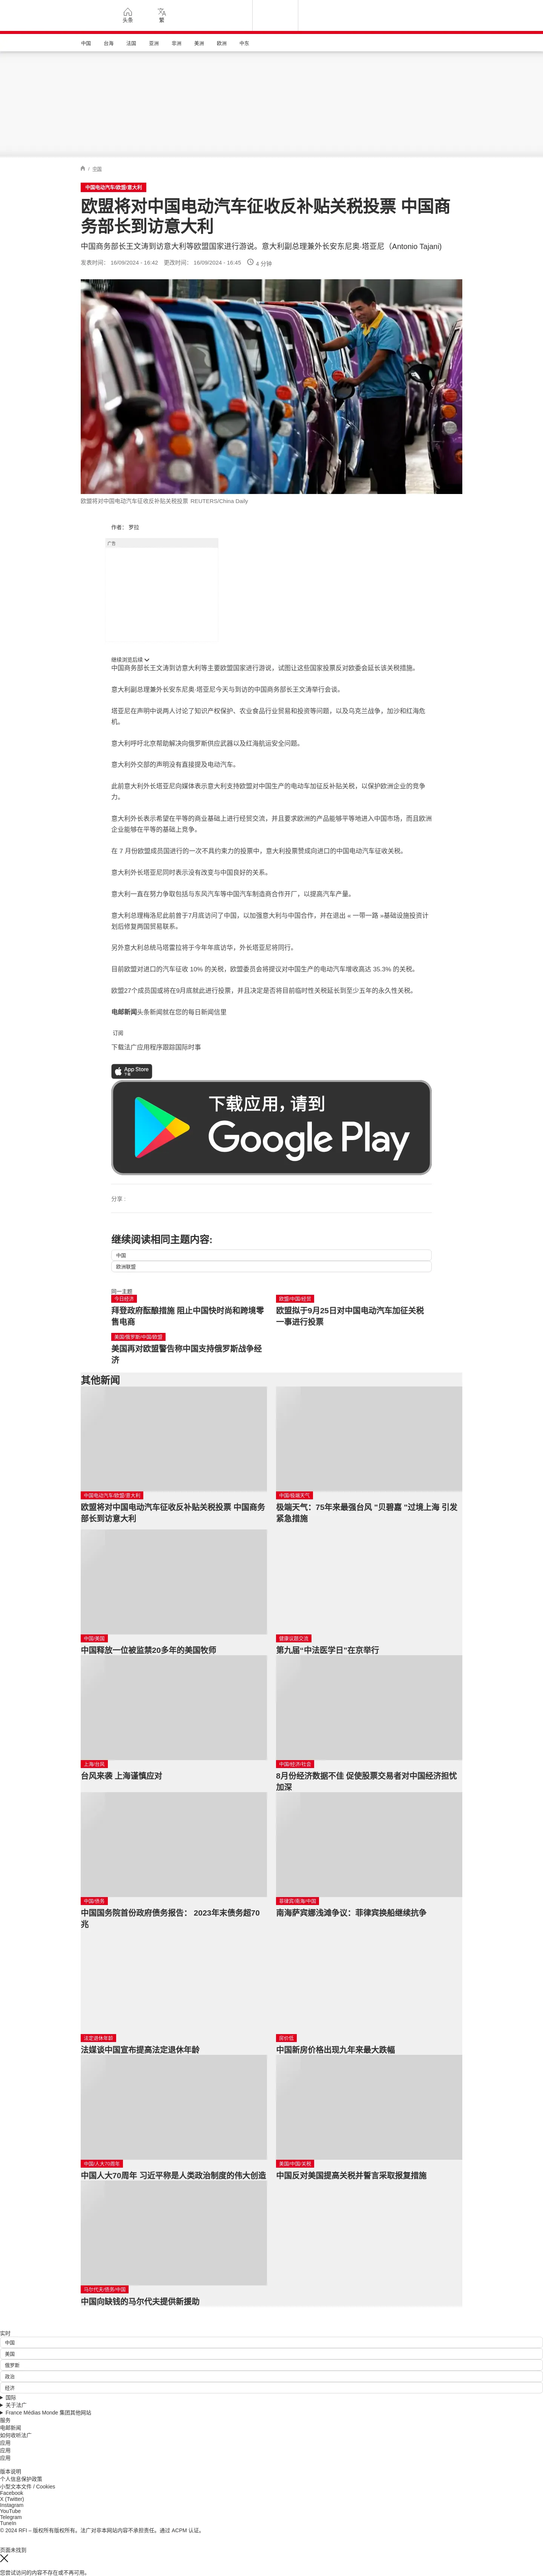 头条
繁
中国 台海 法国 亚洲 非洲 美洲 欧洲 中东
/ 中国
中国电动汽车/欧盟/意大利
欧盟将对中国电动汽车征收反补贴关税投票 中国商务部长到访意大利
中国商务部长王文涛到访意大利等欧盟国家进行游说。意大利副总理兼外长安东尼奥·塔亚尼（Antonio Tajani)
发表时间： 16/09/2024 - 16:42 更改时间： 16/09/2024 - 16:45 4 分钟
欧盟将对中国电动汽车征收反补贴关税投票 ·REUTERS/China Daily
作者： 罗拉
广告
继续浏览后续
中国商务部长王文涛到访意大利等主要欧盟国家进行游说，试图让这些国家投票反对欧委会延长该关税措施。
意大利副总理兼外长安东尼奥·塔亚尼今天与到访的中国商务部长王文涛举行会谈。
塔亚尼在声明中说两人讨论了知识产权保护、农业食品行业贸易和投资等问题，以及乌克兰战争，加沙和红海危机。
意大利呼吁北京帮助解决向俄罗斯供应武器以及红海航运安全问题。
意大利外交部的声明没有直接提及电动汽车。
此前意大利外长塔亚尼向媒体表示意大利支持欧盟对中国生产的电动车加征反补贴关税，以保护欧洲企业的竞争力。
意大利外长表示希望在平等的商业基础上进行经贸交流，并且要求欧洲的产品能够平等地进入中国市场，而且欧洲企业能够在平等的基础上竞争。
在 7 月份欧盟成员国进行的一次不具约束力的投票中，意大利投票赞成向进口的中国电动汽车征收关税。
意大利外长塔亚尼同时表示没有改变与中国良好的关系。
意大利一直在努力争取包括与东风汽车等中国汽车制造商合作开厂，以提高汽车产量。
意大利总理梅洛尼此前曾于7月底访问了中国，以加强意大利与中国合作，并在退出 « 一带一路 »基础设施投资计划后修复两国贸易联系。
另外意大利总统马塔雷拉将于今年年底访华，外长塔亚尼将同行。
目前欧盟对进口的汽车征收 10% 的关税，欧盟委员会将提议对中国生产的电动汽车增收高达 35.3% 的关税。
欧盟27个成员国或将在9月底就此进行投票，并且决定是否将目前临时性关税延长到至少五年的永久性关税。
电邮新闻头条新闻就在您的每日新闻信里
订阅
下载法广应用程序跟踪国际时事
App Store
下载
下载应用，请到
Google Play
分享 :
继续阅读相同主题内容:
中国
欧洲联盟
同一主题
今日经济
拜登政府酝酿措施 阻止中国快时尚和跨境零售电商
欧盟/中国/经贸
欧盟拟于9月25日对中国电动汽车加征关税一事进行投票
美国/俄罗斯/中国/欧盟
美国再对欧盟警告称中国支持俄罗斯战争经济
其他新闻
中国电动汽车/欧盟/意大利
欧盟将对中国电动汽车征收反补贴关税投票 中国商务部长到访意大利
中国/极端天气
极端天气：75年来最强台风 "贝碧嘉 "过境上海 引发紧急措施
中国/美国
中国释放一位被监禁20多年的美国牧师
健康议题交流
第九届“中法医学日”在京举行
上海/台风
台风来袭 上海谨慎应对
中国/经济/社会
8月份经济数据不佳 促使股票交易者对中国经济担忧加深
中国/债务
中国国务院首份政府债务报告： 2023年末债务超70兆
菲律宾/南海/中国
南海萨宾娜浅滩争议：菲律宾换船继续抗争
法定退休年龄
法媒谈中国宣布提高法定退休年龄
房价低
中国新房价格出现九年来最大跌幅
中国/人大70周年
中国人大70周年 习近平称是人类政治制度的伟大创造
美国/中国/关税
中国反对美国提高关税并誓言采取报复措施
马尔代夫/债务/中国
中国向缺钱的马尔代夫提供新援助
实时
中国
美国
俄罗斯
政治
经济
国际
关于法广
France Médias Monde 集团其他网站
服务
电邮新闻
如何收听法广
应用
应用
应用
版本说明
个人信息保护政策
小型文本文件 / Cookies
Facebook
X (Twitter)
Instagram
YouTube
Telegram
TuneIn
© 2024 RFI – 版权所有版权所有。法广对非本网站内容不承担责任。通过 ACPM 认证。
页面未找到
您尝试访问的内容不存在或不再可用。